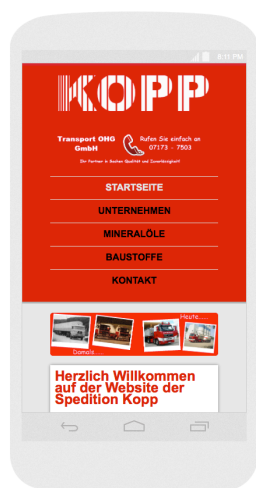 8:11 PM
KOPP
Transport OHG
GmbH
Rufen Sie einfach an
07173 - 7503
Ihr Partner in Sachen Qualität und Zuverlässigkeit!
STARTSEITE
UNTERNEHMEN
MINERALÖLE
BAUSTOFFE
KONTAKT
Heute.....
Damals.....
Herzlich Willkommen
auf der Website der
Spedition Kopp